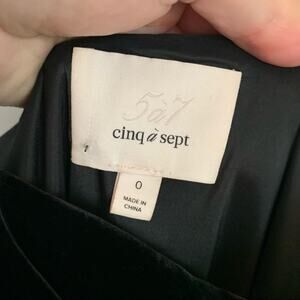 5à7
cinq à sept
0
MADE IN
CHINA